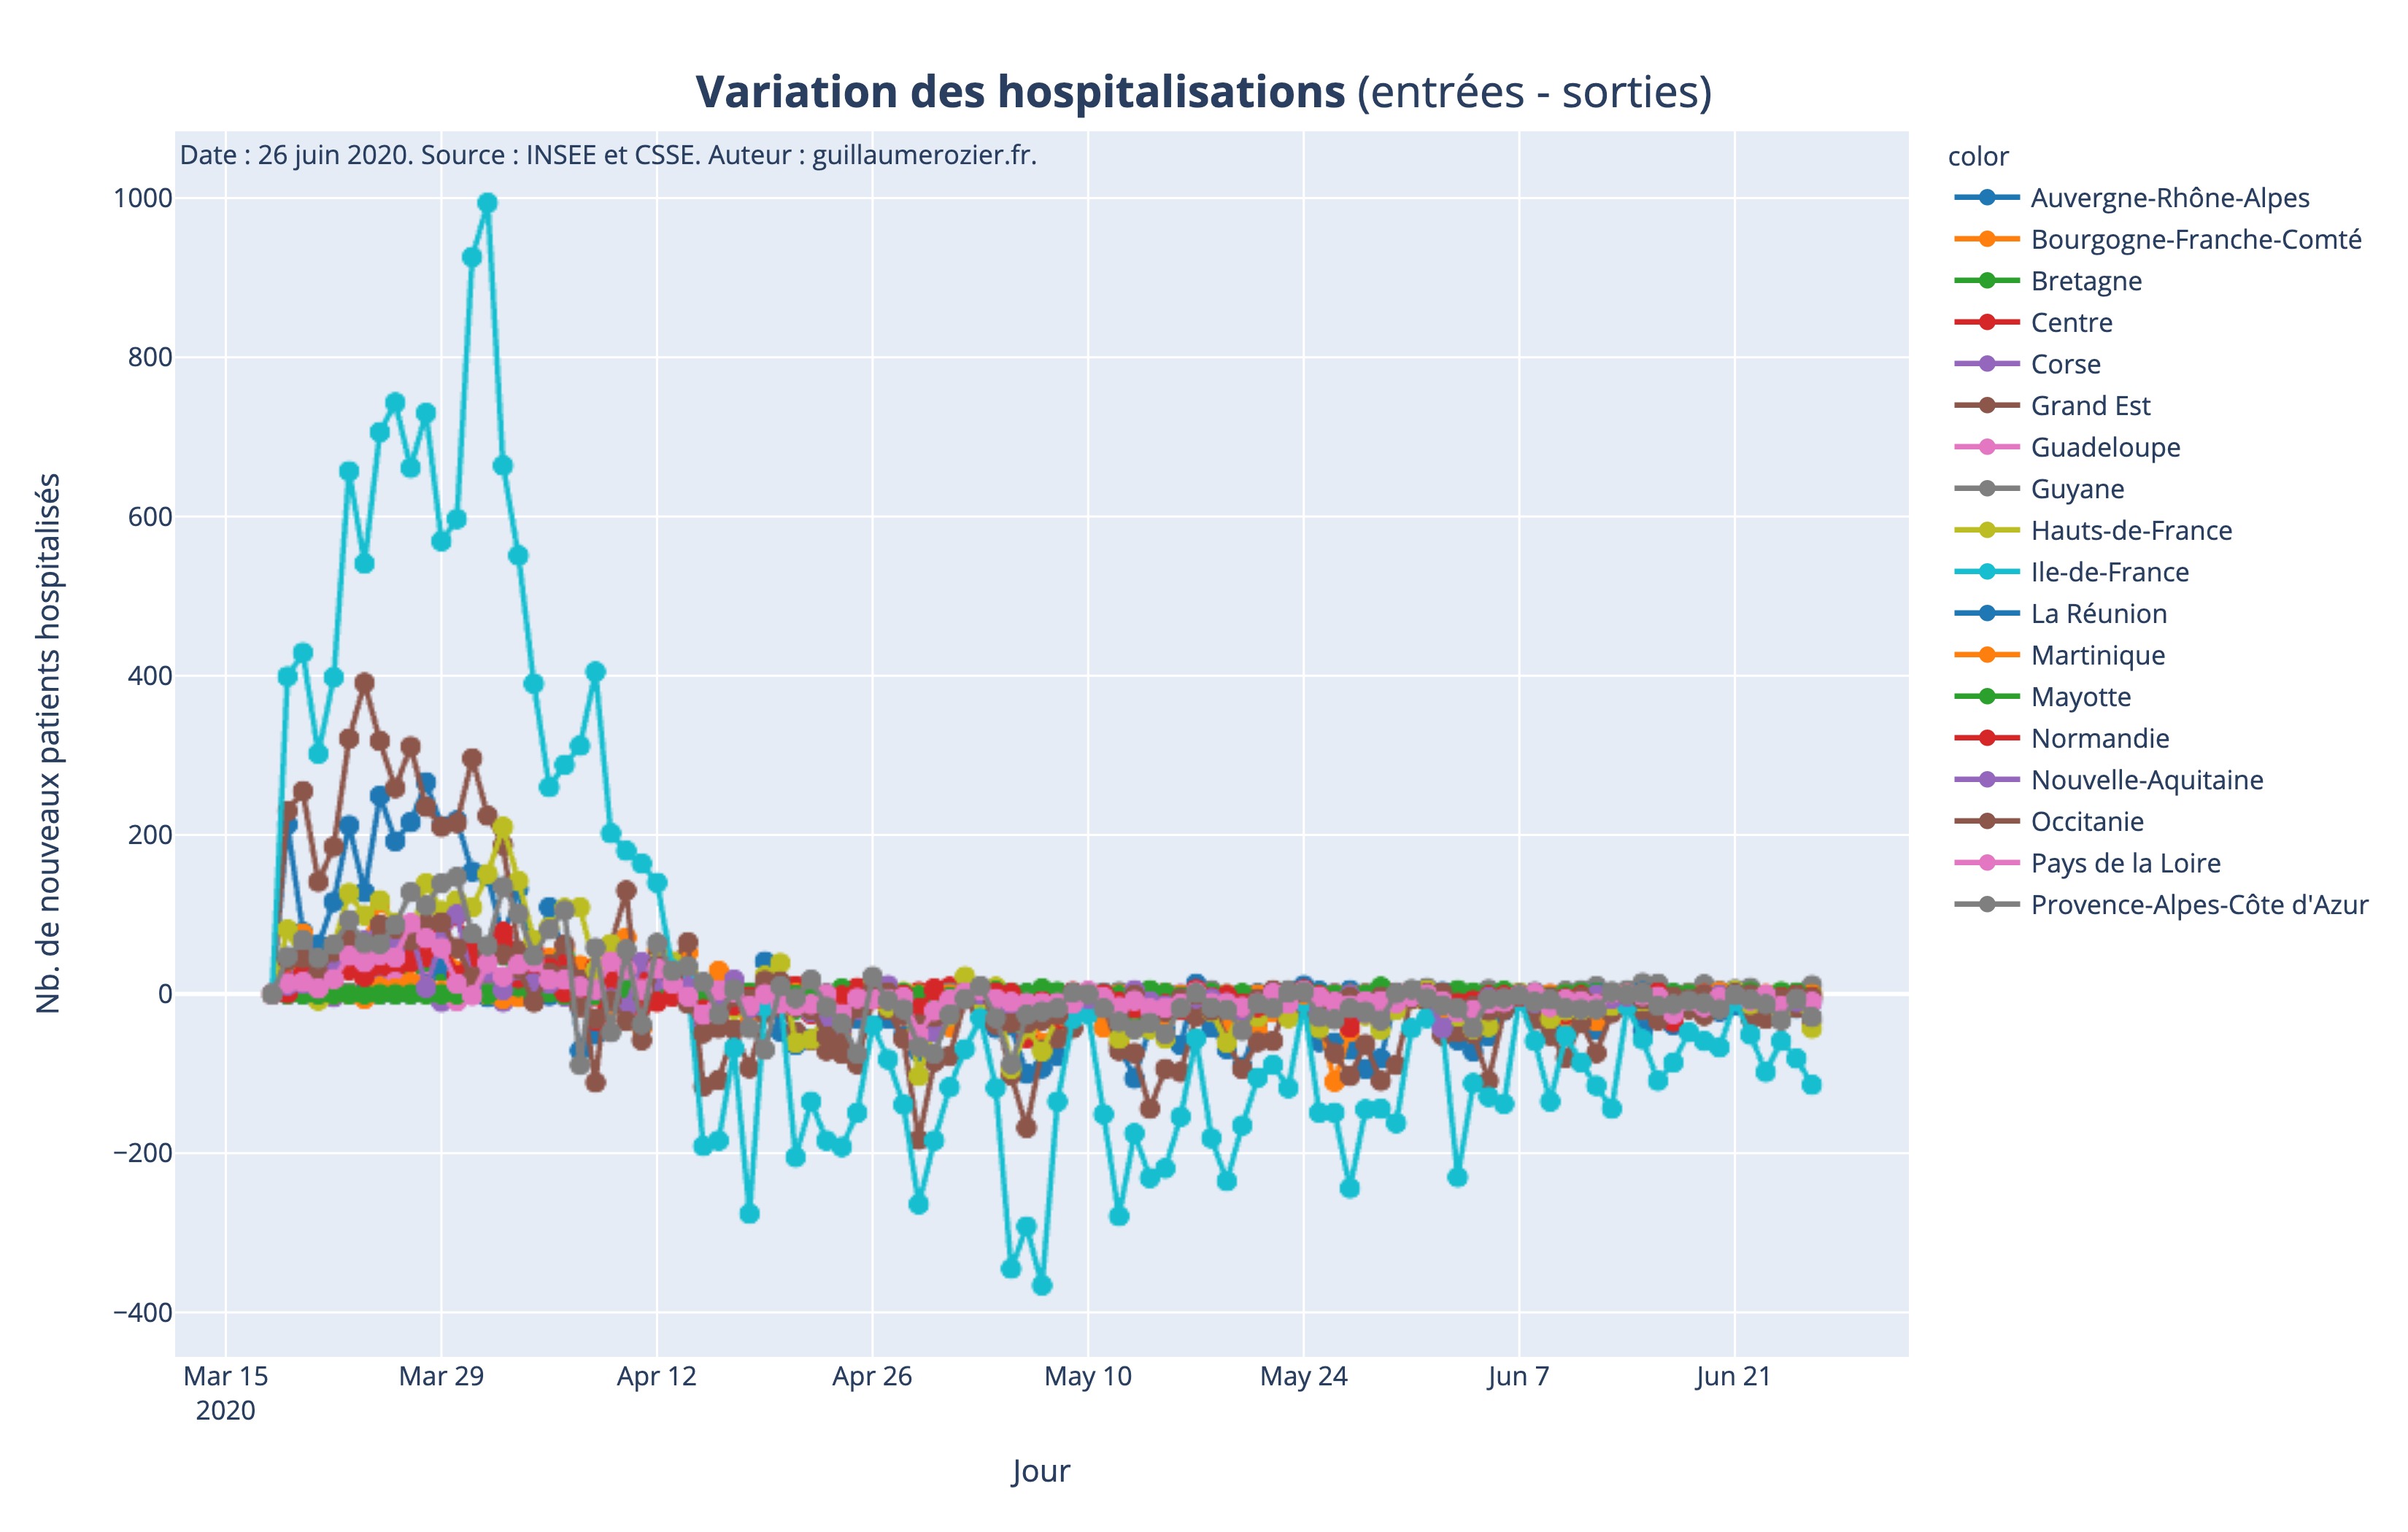 Variation des hospitalisations (entrées - sorties)
Date : 26 juin 2020. Source : INSEE et CSSE. Auteur : guillaumerozier.fr.
Nb. de nouveaux patients hospitalisés
1000
800
600
400
200
0
−200
−400
Mar 15
2020
Mar 29
Apr 12
Apr 26
May 10
May 24
Jun 7
Jun 21
Jour
color
Auvergne-Rhône-Alpes
Bourgogne-Franche-Comté
Bretagne
Centre
Corse
Grand Est
Guadeloupe
Guyane
Hauts-de-France
Ile-de-France
La Réunion
Martinique
Mayotte
Normandie
Nouvelle-Aquitaine
Occitanie
Pays de la Loire
Provence-Alpes-Côte d'Azur